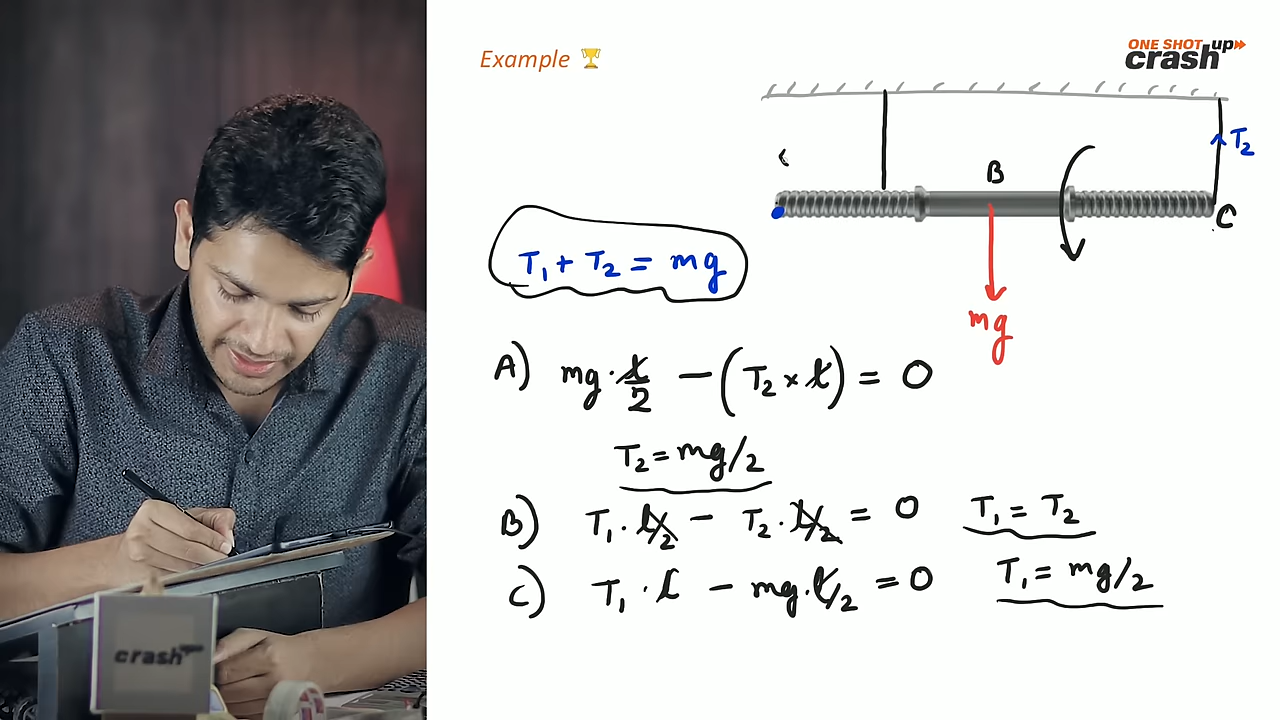 Example
ONE SHOT up
crash
T₂
B
C
T₁ + T₂ = mg
mg
A) mg · l/2 − (T₂ × l) = 0
T₂ = mg/2
B) T₁ · l/2 − T₂ · l/2 = 0 T₁ = T₂
C) T₁ · l − mg · l/2 = 0 T₁ = mg/2
crash